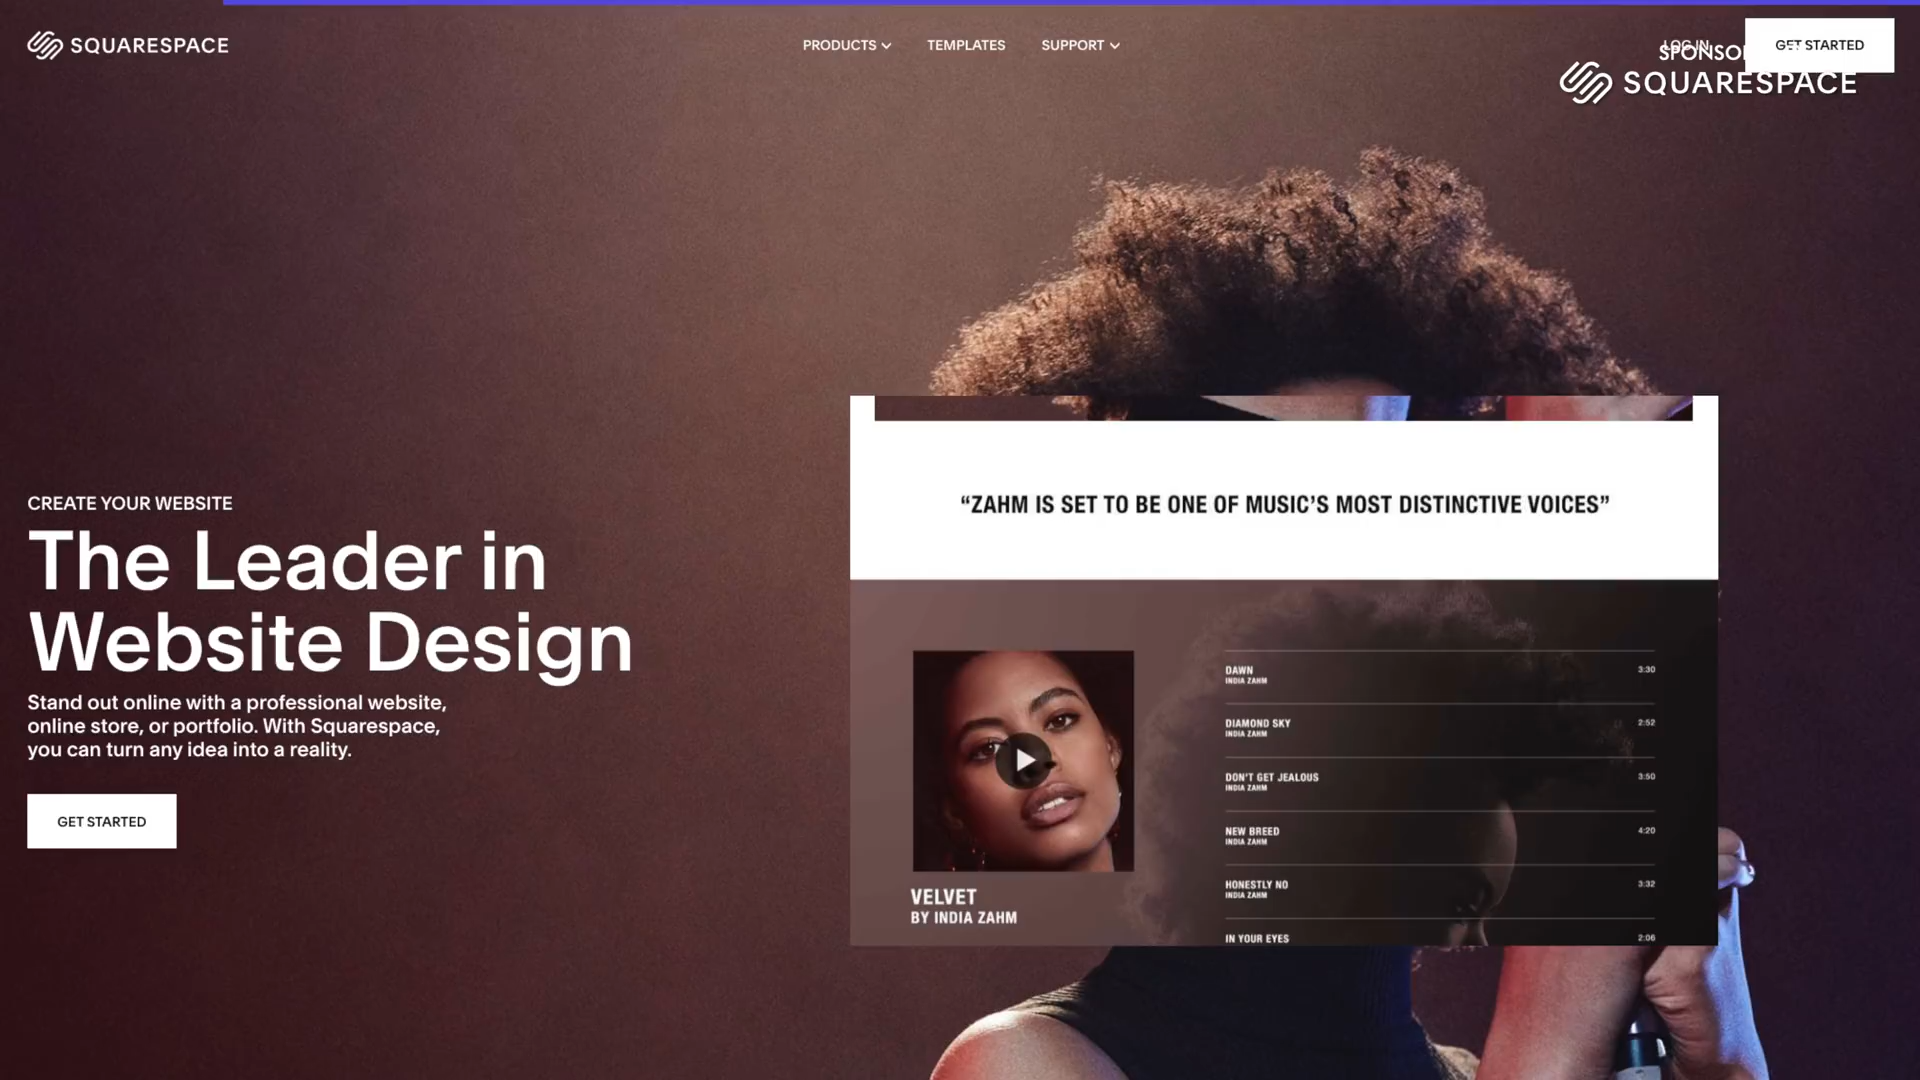 SQUARESPACE
PRODUCTS
TEMPLATES
SUPPORT
LOG IN
GET STARTED
SQUARESPACE
CREATE YOUR WEBSITE
The Leader in
Website Design
Stand out online with a professional website,
online store, or portfolio. With Squarespace,
you can turn any idea into a reality.
GET STARTED
“ZAHM IS SET TO BE ONE OF MUSIC’S MOST DISTINCTIVE VOICES”
VELVET
BY INDIA ZAHM
DAWN 3:30
INDIA ZAHM
DIAMOND SKY 2:52
INDIA ZAHM
DON'T GET JEALOUS 3:50
INDIA ZAHM
NEW BREED 4:20
INDIA ZAHM
HONESTLY NO 3:32
INDIA ZAHM
IN YOUR EYES 2:06